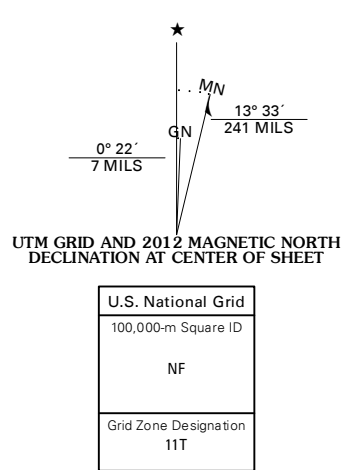 ★
MN
GN
13° 33´
241 MILS
0° 22´
7 MILS
UTM GRID AND 2012 MAGNETIC NORTH
DECLINATION AT CENTER OF SHEET
U.S. National Grid
100,000-m Square ID
NF
Grid Zone Designation
11T